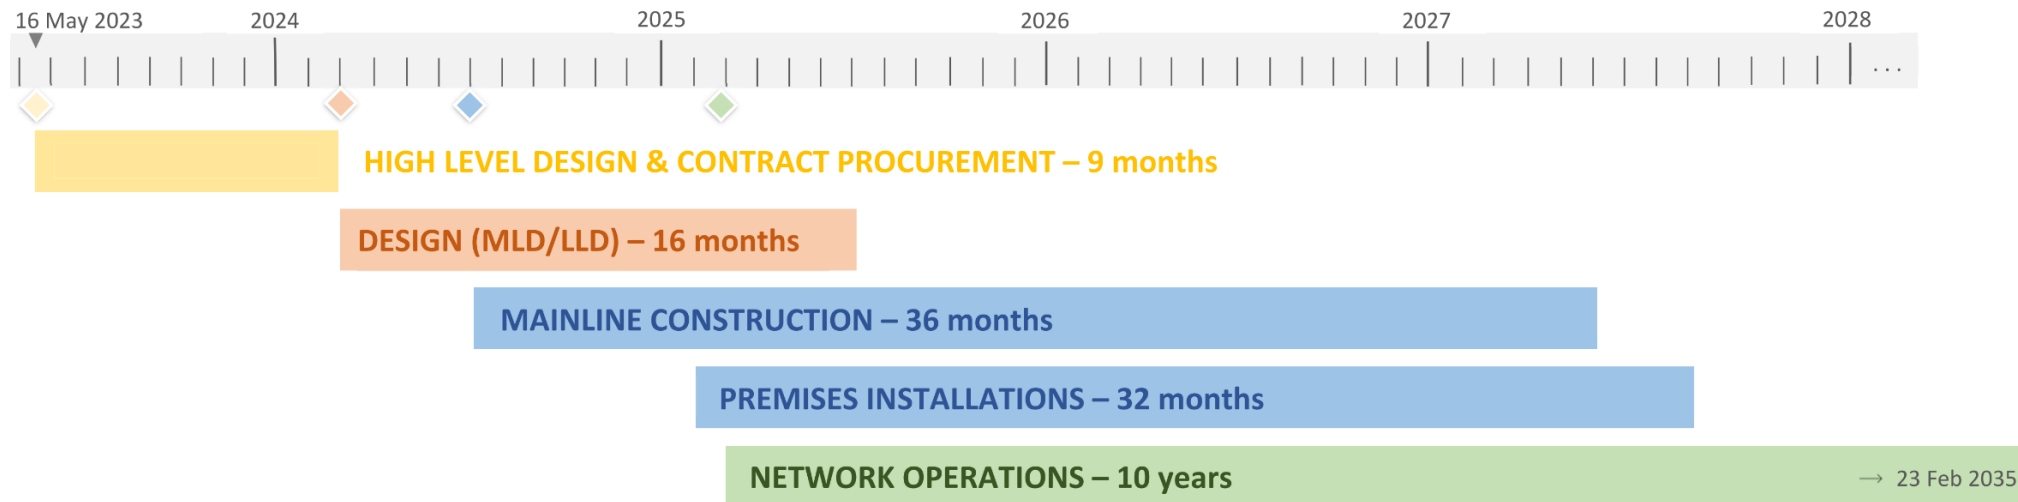 16 May 2023 2024 2025 2026 2027 2028
...
HIGH LEVEL DESIGN & CONTRACT PROCUREMENT – 9 months
DESIGN (MLD/LLD) – 16 months
MAINLINE CONSTRUCTION – 36 months
PREMISES INSTALLATIONS – 32 months
NETWORK OPERATIONS – 10 years → 23 Feb 2035